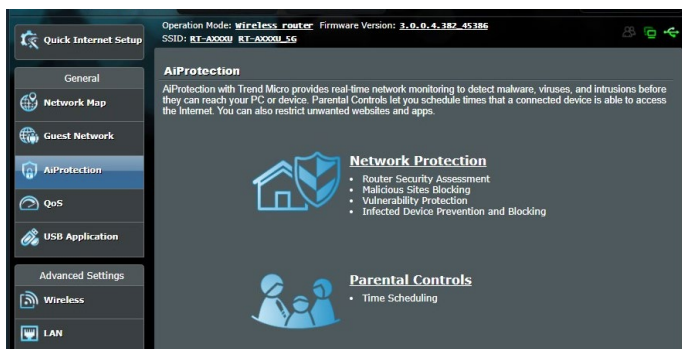 Quick Internet Setup
General
Network Map
Guest Network
AiProtection
QoS
USB Application
Advanced Settings
Wireless
LAN
Operation Mode: Wireless router Firmware Version: 3.0.0.4.382_45386
SSID: RT-AXXXU RT-AXXXU_5G
AiProtection
AiProtection with Trend Micro provides real-time network monitoring to detect malware, viruses, and intrusions before
they can reach your PC or device. Parental Controls let you schedule times that a connected device is able to access
the Internet. You can also restrict unwanted websites and apps.
Network Protection
• Router Security Assessment
• Malicious Sites Blocking
• Vulnerability Protection
• Infected Device Prevention and Blocking
Parental Controls
• Time Scheduling